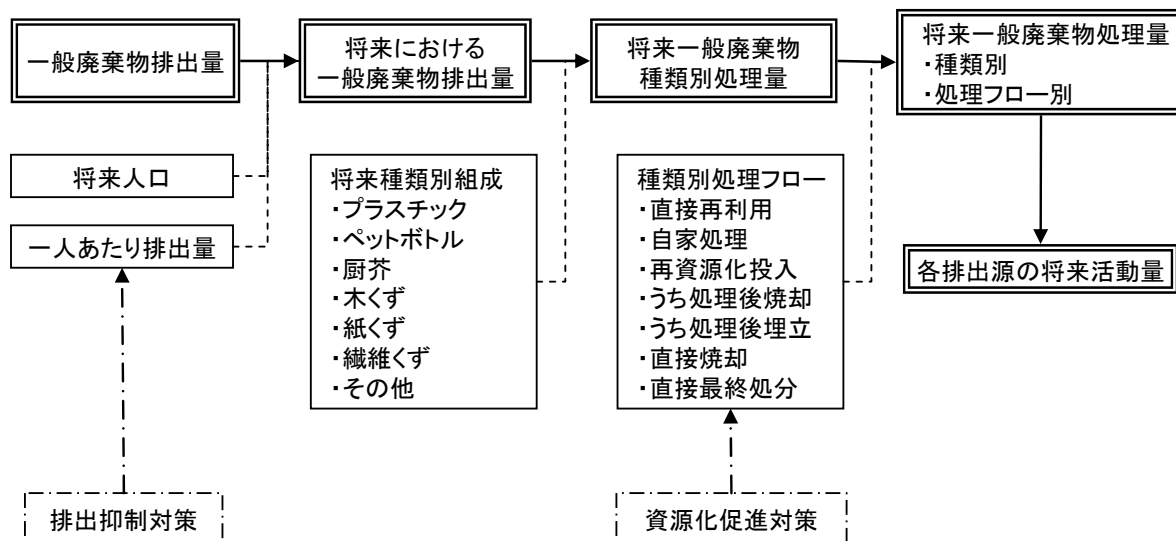 一般廃棄物排出量
将来における
一般廃棄物排出量
将来一般廃棄物
種類別処理量
将来一般廃棄物処理量
・種類別
・処理フロー別
将来人口
一人あたり排出量
将来種類別組成
・プラスチック
・ペットボトル
・厨芥
・木くず
・紙くず
・繊維くず
・その他
種類別処理フロー
・直接再利用
・自家処理
・再資源化投入
・うち処理後焼却
・うち処理後埋立
・直接焼却
・直接最終処分
各排出源の将来活動量
排出抑制対策
資源化促進対策